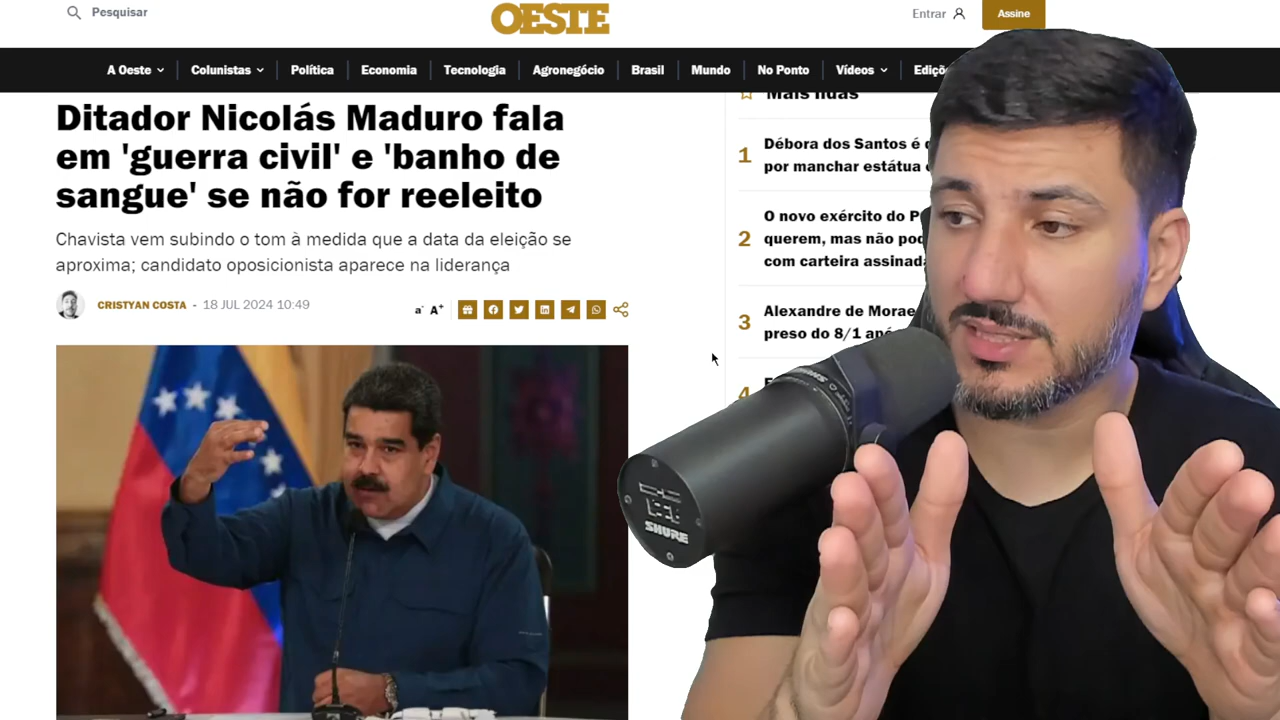 Pesquisar
OESTE
Entrar
Assine
A Oeste
Colunistas
Política
Economia
Tecnologia
Agronegócio
Brasil
Mundo
No Ponto
Vídeos
Ditador Nicolás Maduro fala
em 'guerra civil' e 'banho de
sangue' se não for reeleito
Chavista vem subindo o tom à medida que a data da eleição se
aproxima; candidato oposicionista aparece na liderança
CRISTYAN COSTA - 18 JUL 2024 10:49
a- A+
Mais lidas
1
Débora dos Santos é
por manchar estátua
2
O novo exército do
querem, mas não
com carteira
3
Alexandre de
preso do 8/1
4
SHURE